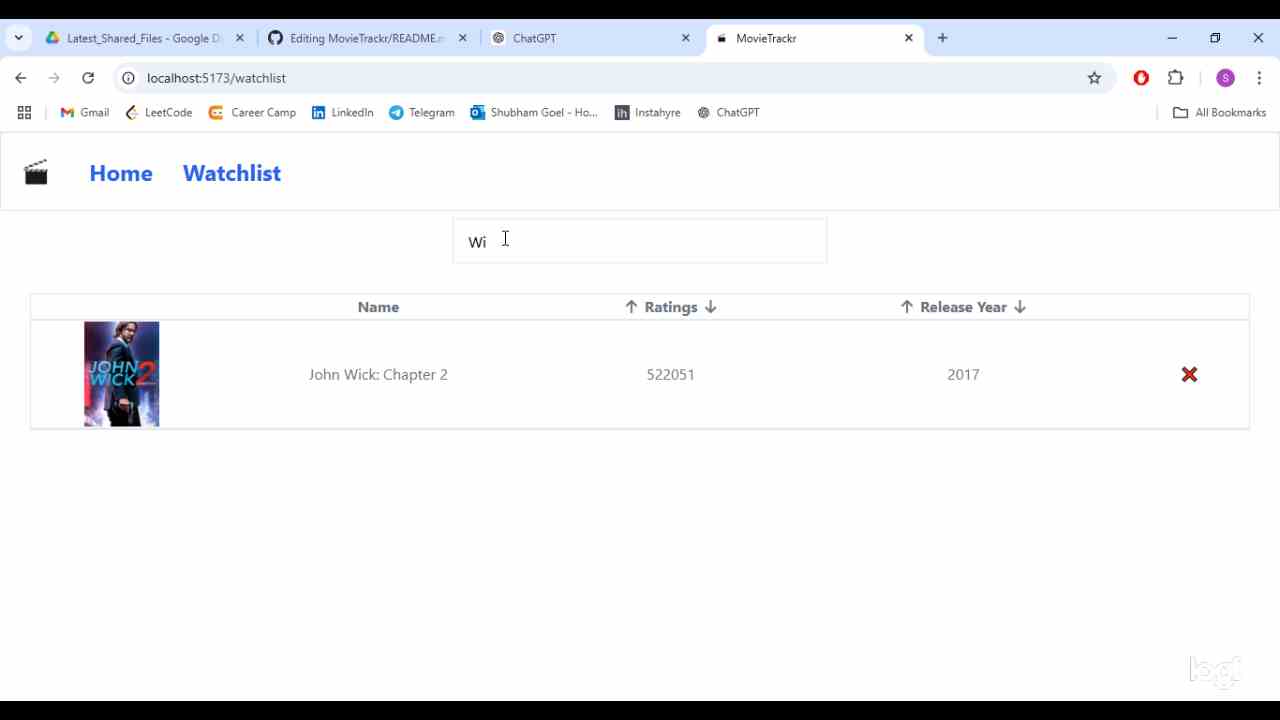 Latest_Shared_Files - Google D
Editing MovieTrackr/README.m
ChatGPT
MovieTrackr
localhost:5173/watchlist
S
Gmail
LeetCode
Career Camp
LinkedIn
Telegram
Shubham Goel - Ho...
ih
Instahyre
ChatGPT
All Bookmarks
Home
Watchlist
Wi
Name
↑ Ratings ↓
↑ Release Year ↓
JOHN
WICK 2
John Wick: Chapter 2
522051
2017